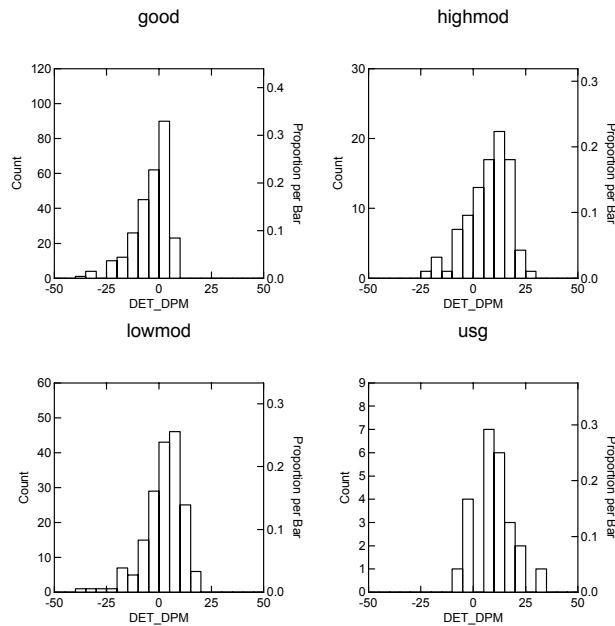 good
120
100
80
60
40
20
0
Count
0.4
0.3
0.2
0.1
0.0
Proportion per Bar
-50 -25 0 25 50
DET_DPM
highmod
30
20
10
0
Count
0.3
0.2
0.1
0.0
Proportion per Bar
-50 -25 0 25 50
DET_DPM
lowmod
60
50
40
30
20
10
0
Count
0.3
0.2
0.1
0.0
Proportion per Bar
-50 -25 0 25 50
DET_DPM
usg
9
8
7
6
5
4
3
2
1
0
Count
0.3
0.2
0.1
0.0
Proportion per Bar
-50 -25 0 25 50
DET_DPM